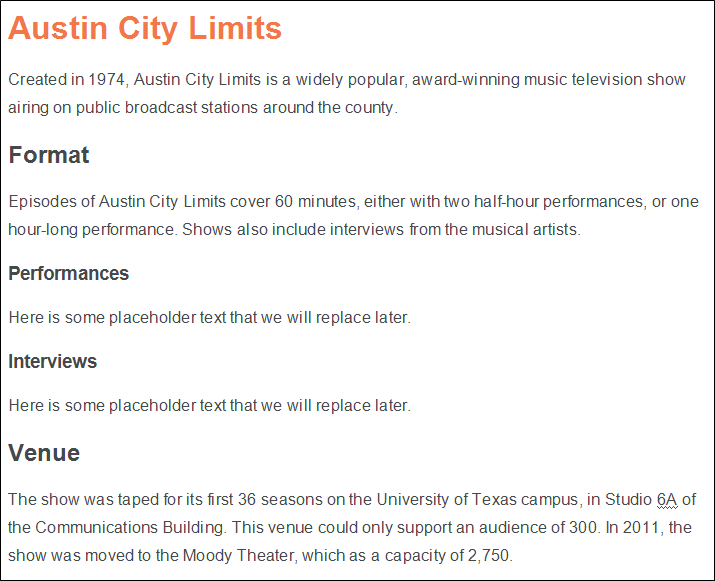 Austin City Limits
Created in 1974, Austin City Limits is a widely popular, award-winning music television show
airing on public broadcast stations around the county.
Format
Episodes of Austin City Limits cover 60 minutes, either with two half-hour performances, or one
hour-long performance. Shows also include interviews from the musical artists.
Performances
Here is some placeholder text that we will replace later.
Interviews
Here is some placeholder text that we will replace later.
Venue
The show was taped for its first 36 seasons on the University of Texas campus, in Studio 6A of
the Communications Building. This venue could only support an audience of 300. In 2011, the
show was moved to the Moody Theater, which as a capacity of 2,750.